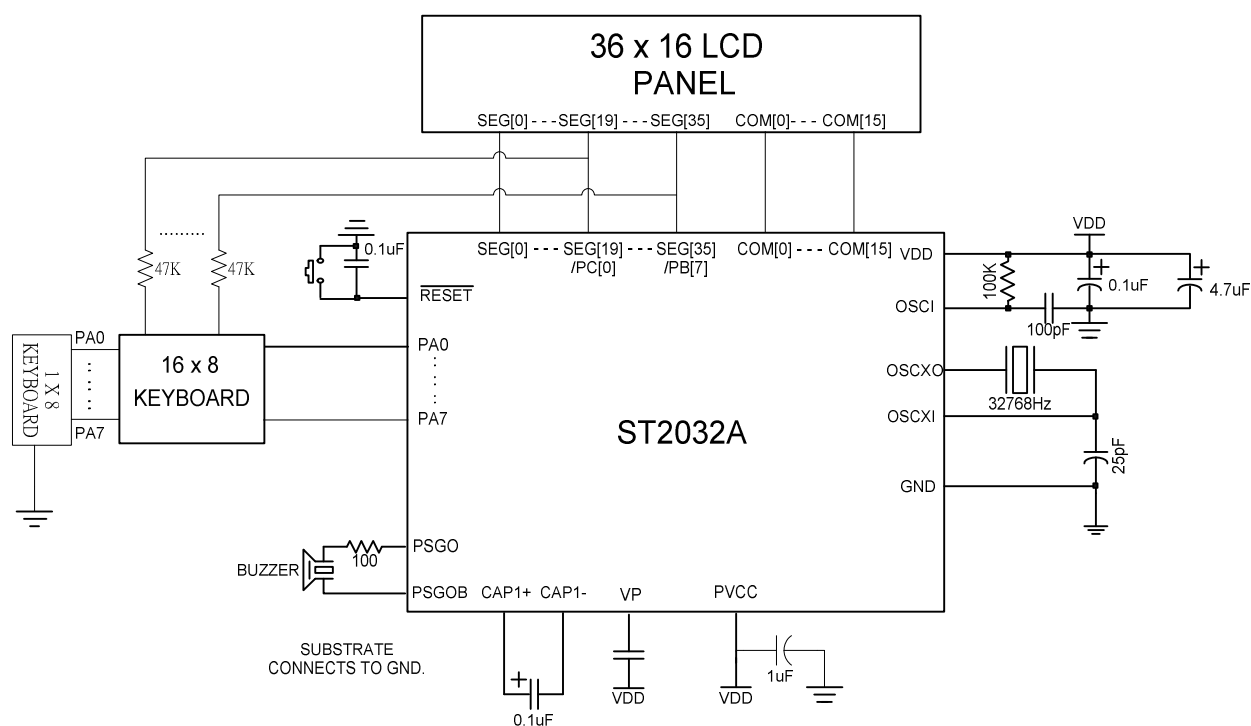 36 x 16 LCD
PANEL
SEG[0] - - - SEG[19] - - - SEG[35] COM[0] - - - COM[15]
SEG[0] - - - SEG[19] - - - SEG[35] COM[0] - - - COM[15]
/PC[0] /PB[7]
47K
.........
47K
0.1uF
RESET
VDD
VDD
100K
0.1uF
4.7uF
OSCI
100pF
PA0
1 X 8
KEYBOARD
PA7
16 x 8
KEYBOARD
PA0
PA7
OSCXO
32768Hz
OSCXI
25pF
GND
ST2032A
PSGO
100
BUZZER
PSGOB
CAP1+ CAP1- VP PVCC
SUBSTRATE
CONNECTS TO GND.
+
0.1uF
VDD
VDD
1uF